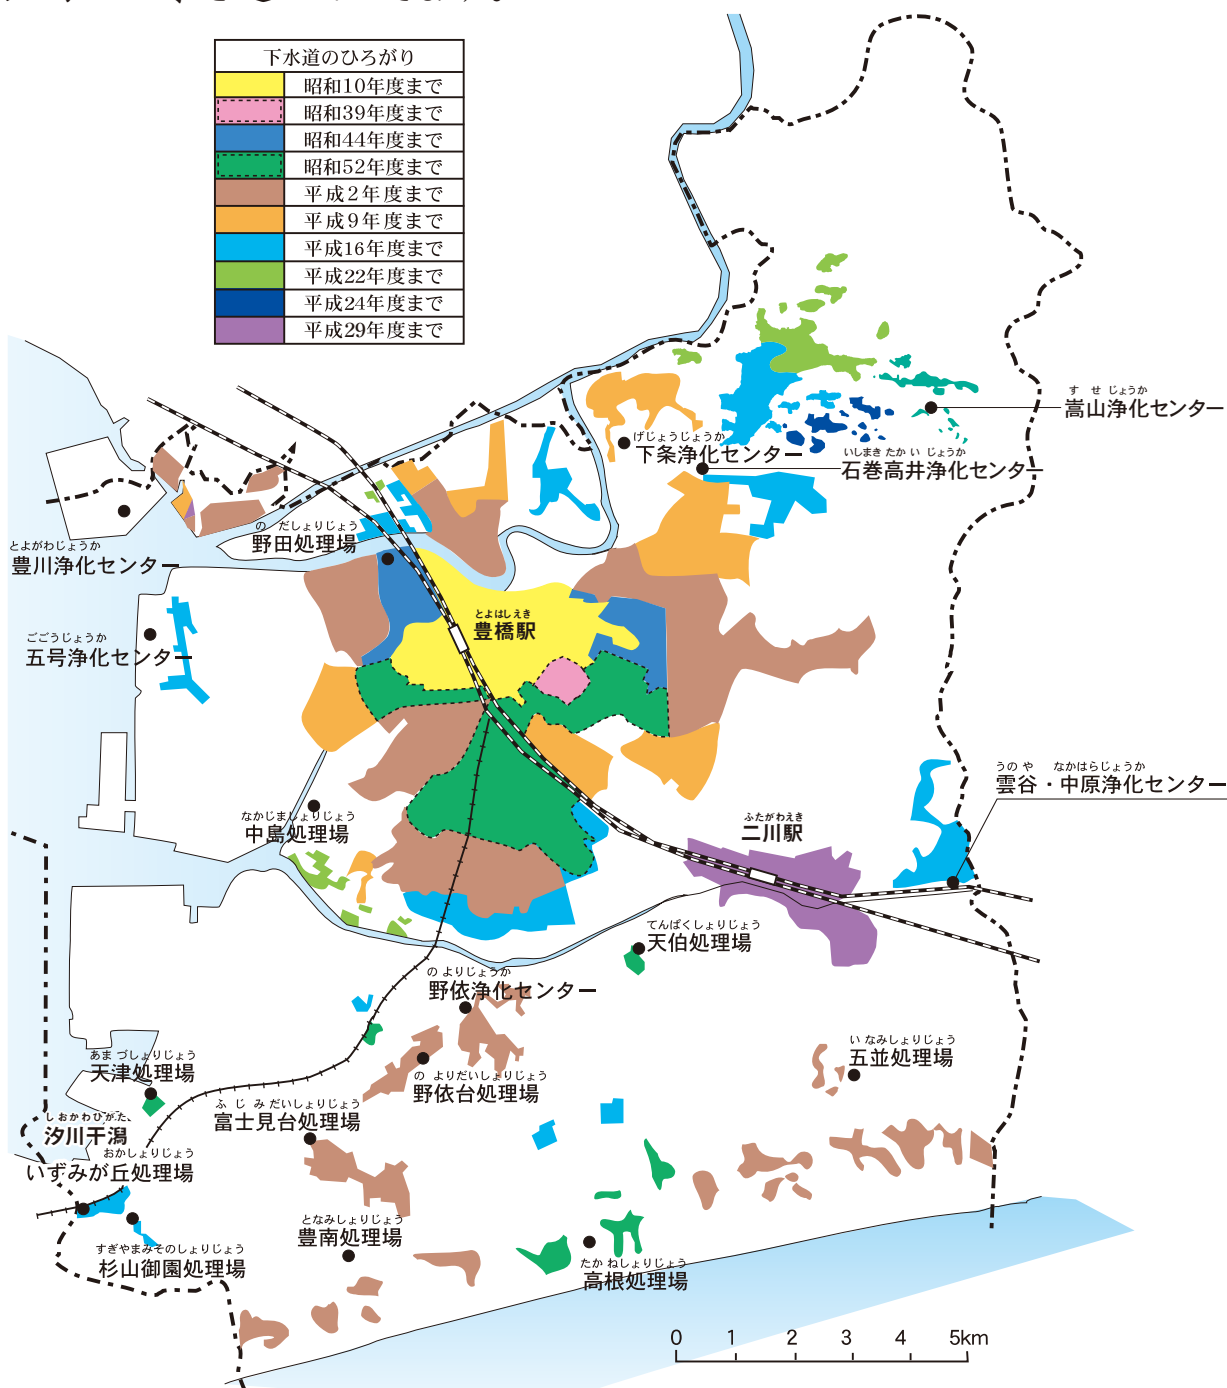 下水道のひろがり
昭和10年度まで
昭和39年度まで
昭和44年度まで
昭和52年度まで
平成2年度まで
平成9年度まで
平成16年度まで
平成22年度まで
平成24年度まで
平成29年度まで
すせじょうか
嵩山浄化センター
げじょうじょうか
下条浄化センター
いしまきたかいじょうか
石巻高井浄化センター
のだしょりじょう
野田処理場
とよがわじょうか
豊川浄化センター
とよはしえき
豊橋駅
ごごうじょうか
五号浄化センター
うのや なかはらじょうか
雲谷・中原浄化センター
なかじましょりじょう
中島処理場
ふたがわえき
二川駅
てんぱくしょりじょう
天伯処理場
のよりじょうか
野依浄化センター
いなみしょりじょう
五並処理場
あまづしょりじょう
天津処理場
のよりだいしょりじょう
野依台処理場
ふじみだいしょりじょう
富士見台処理場
しおかわひがた
汐川干潟
おかしょりじょう
いずみが丘処理場
となみしょりじょう
豊南処理場
すぎやまみそのしょりじょう
杉山御園処理場
たかねしょりじょう
高根処理場
0 1 2 3 4 5km